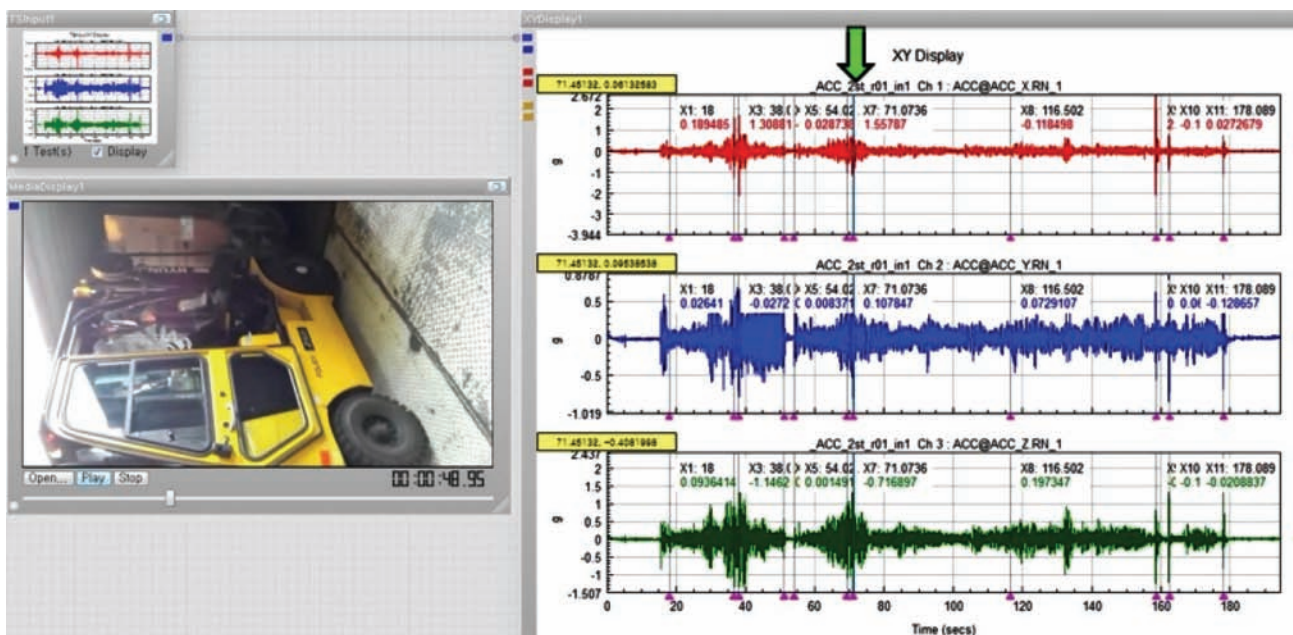 TSInput1
1 Test(s)
Display
MediaDisplay1
Open...
Play
Stop
00:00:48.95
XYDisplay1
XY Display
71.45132, 0.06132593
_ACC_2st_r01_in1 Ch 1 : ACC@ACC_X.RN_1
2.672
2
1
0
-1
-2
-3
-3.944
g
X1: 18
0.189485
1.30881
X5: 54.02
0.028738
X7: 71.0736
1.55787
X8: 116.502
-0.118498
X10
-0.1
X11: 178.089
0.0272679
71.45132, 0.09538538
_ACC_2st_r01_in1 Ch 2 : ACC@ACC_Y.RN_1
0.8787
0.5
0
-0.5
-1.019
g
X1: 18
0.02641
-0.0272
X5: 54.02
0.008371
X7: 71.0736
0.107847
X8: 116.502
0.0729107
X10
X11: 178.089
-0.128657
71.45132, -0.4081998
_ACC_2st_r01_in1 Ch 3 : ACC@ACC_Z.RN_1
2.437
2
1.5
1
0.5
0
-0.5
-1
-1.507
g
X1: 18
0.0936414
-1.1462
X5: 54.02
0.001491
X7: 71.0736
-0.716897
X8: 116.502
0.197347
X10
-0.1
X11: 178.089
-0.0208837
0 20 40 60 80 100 120 140 160 180
Time (secs)